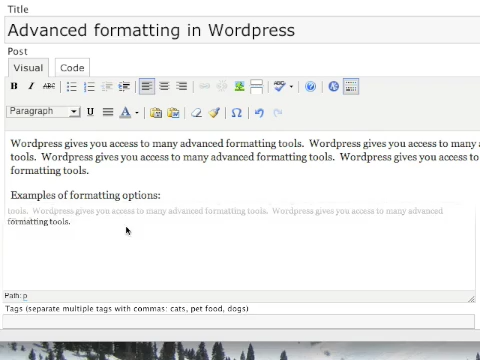 Title
Advanced formatting in Wordpress
Post
Visual Code
B I ABC ABC
Paragraph U A Ω
Wordpress gives you access to many advanced formatting tools. Wordpress gives you access to many
tools. Wordpress gives you access to many advanced formatting tools. Wordpress gives you access to
formatting tools.
Examples of formatting options:
tools. Wordpress gives you access to many advanced formatting tools. Wordpress gives you access to many advanced
formatting tools.
Path: p
Tags (separate multiple tags with commas: cats, pet food, dogs)